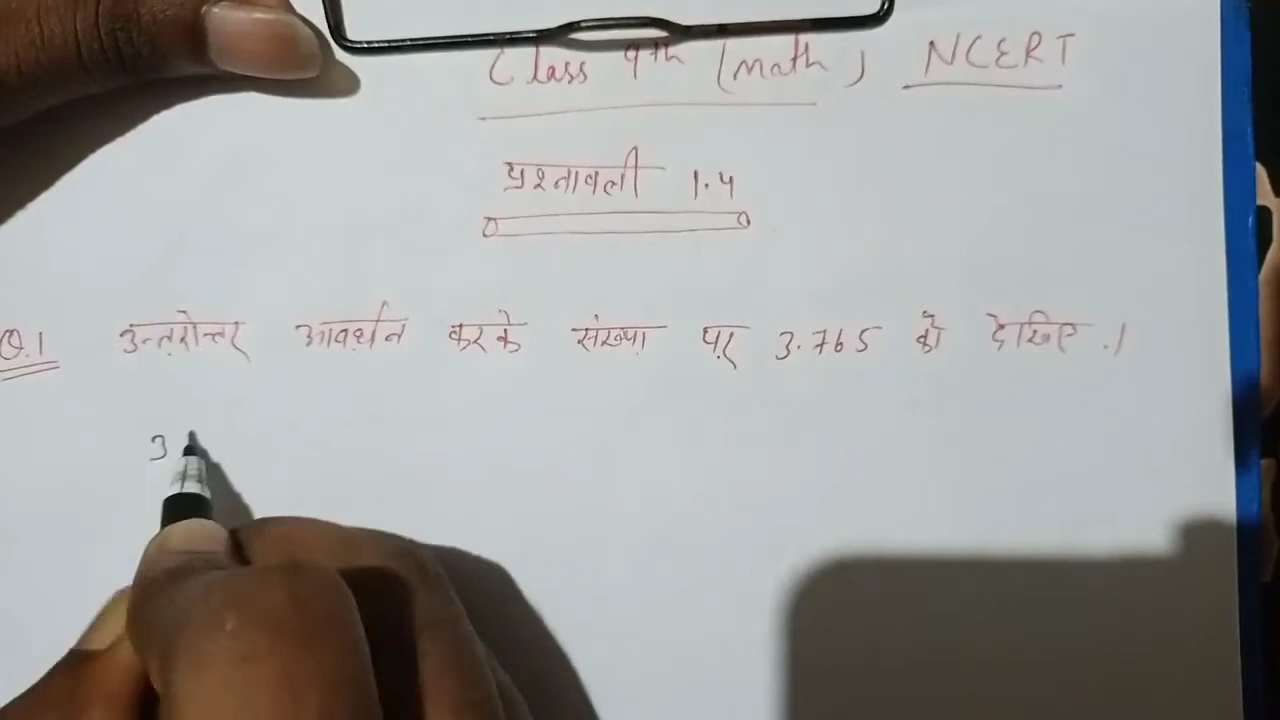 Class 9th (math) NCERT
प्रश्नावली 1.4
Q.1 उत्तरोत्तर आवर्धन करके संख्या पर 3.765 को देखिए .।
3